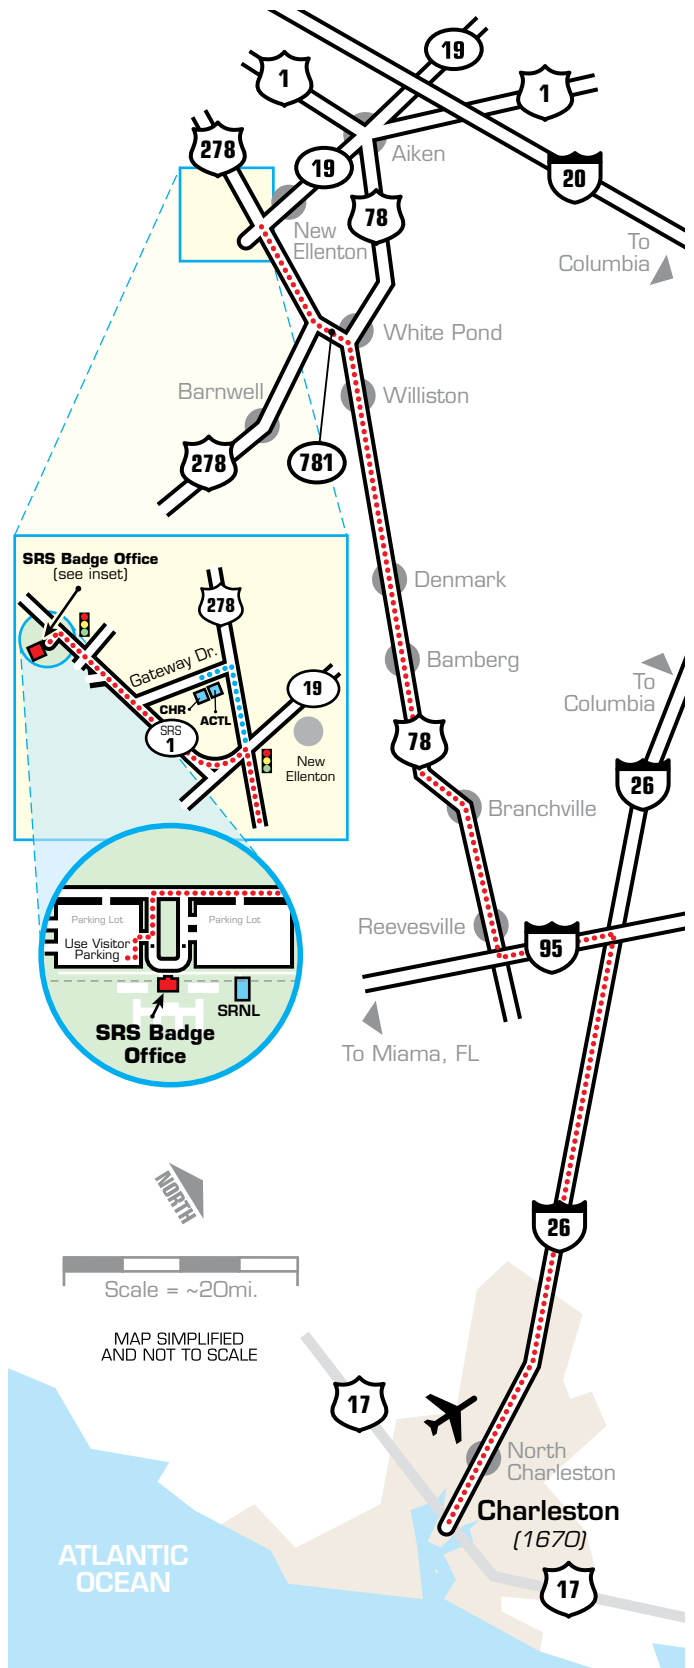 19
1
1
278
Aiken
19
20
78
New
Ellenton
To
Columbia
White Pond
Barnwell
Williston
278
781
SRS Badge Office
(see inset)
Denmark
278
Gateway Dr.
Bamberg
To
Columbia
19
CHR
ACTL
SRS
1
78
New
Ellenton
26
Branchville
Parking Lot
Parking Lot
Reevesville
Use Visitor
Parking
95
SRNL
SRS Badge
Office
To Miama, FL
NORTH
26
Scale = ~20mi.
MAP SIMPLIFIED
AND NOT TO SCALE
17
North
Charleston
Charleston
(1670)
ATLANTIC
OCEAN
17